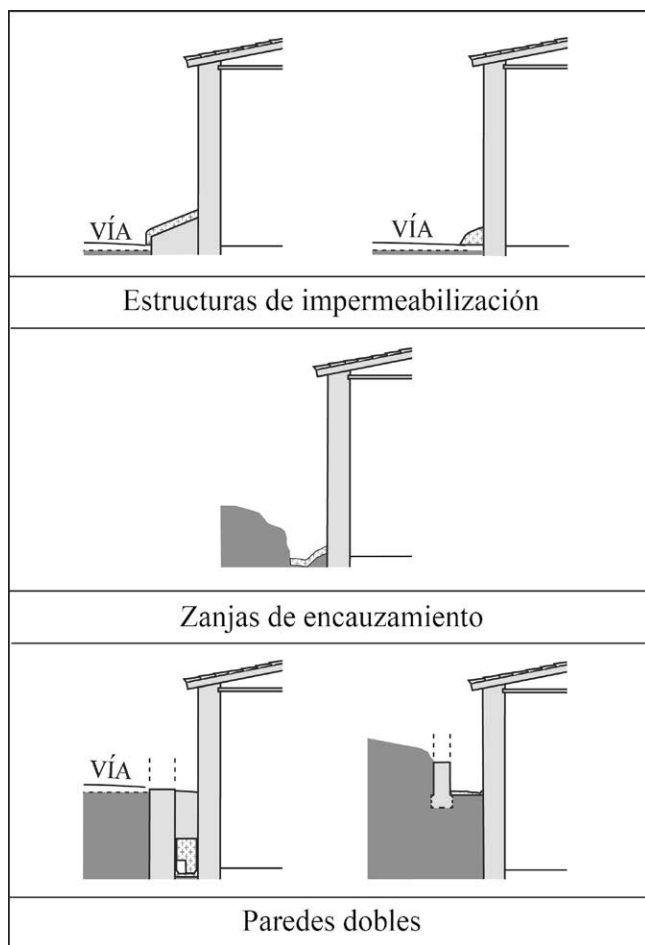 VÍA
VÍA
Estructuras de impermeabilización
Zanjas de encauzamiento
VÍA
Paredes dobles